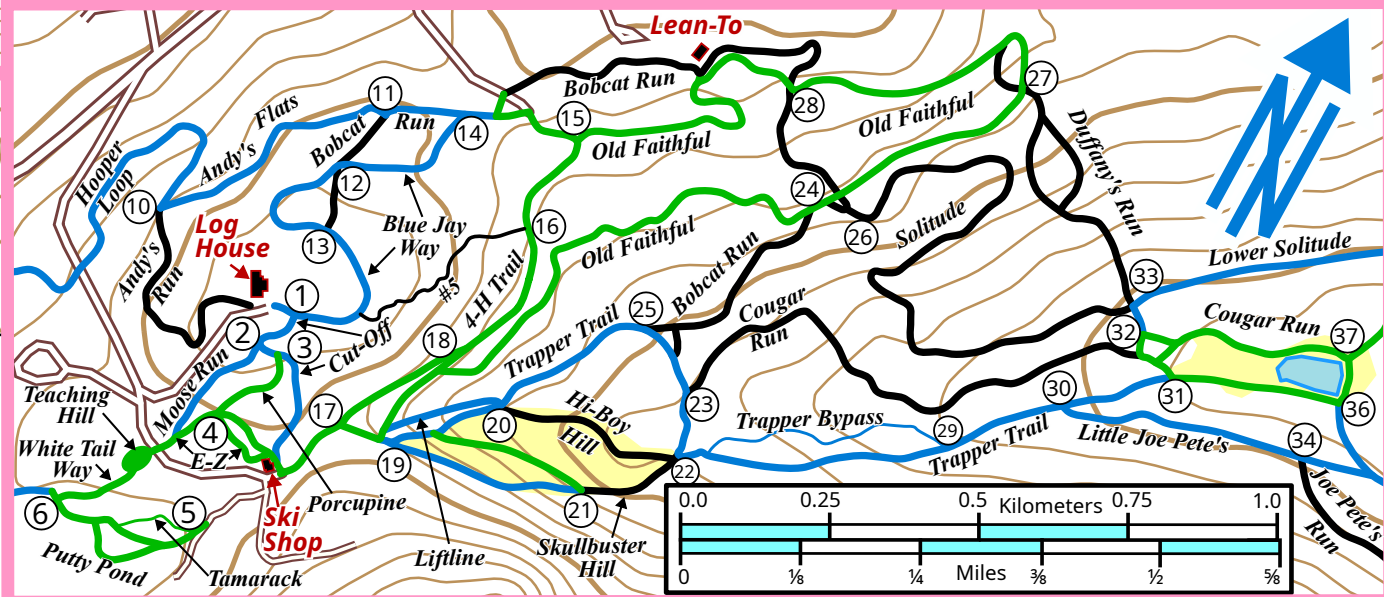 Lean-To
Bobcat Run
27
28
11
Flats
Andy's
Bobcat
Run
14
15
Old Faithful
Old Faithful
Duffany's Run
N
Hooper
Loop
10
12
13
Blue Jay
Way
Log
House
Andy's
Run
16
24
26
Solitude
Old Faithful
4-H Trail
#5
Bobcat Run
25
Cougar
Run
Lower Solitude
33
32
Cougar Run
37
1
2
3
Cut-Off
18
Trapper Trail
Moose Run
Teaching
Hill
White Tail
Way
4
E-Z
17
20
Hi-Boy
Hill
23
Trapper Bypass
29
30
31
36
Trapper Trail
Little Joe Pete's
34
Joe Pete's
Run
6
5
Putty Pond
Tamarack
Porcupine
Ski
Shop
19
Liftline
21
22
Skullbuster
Hill
0.0
0.25
0.5
0.75
1.0
Kilometers
0
⅛
¼
⅜
½
⅝
Miles